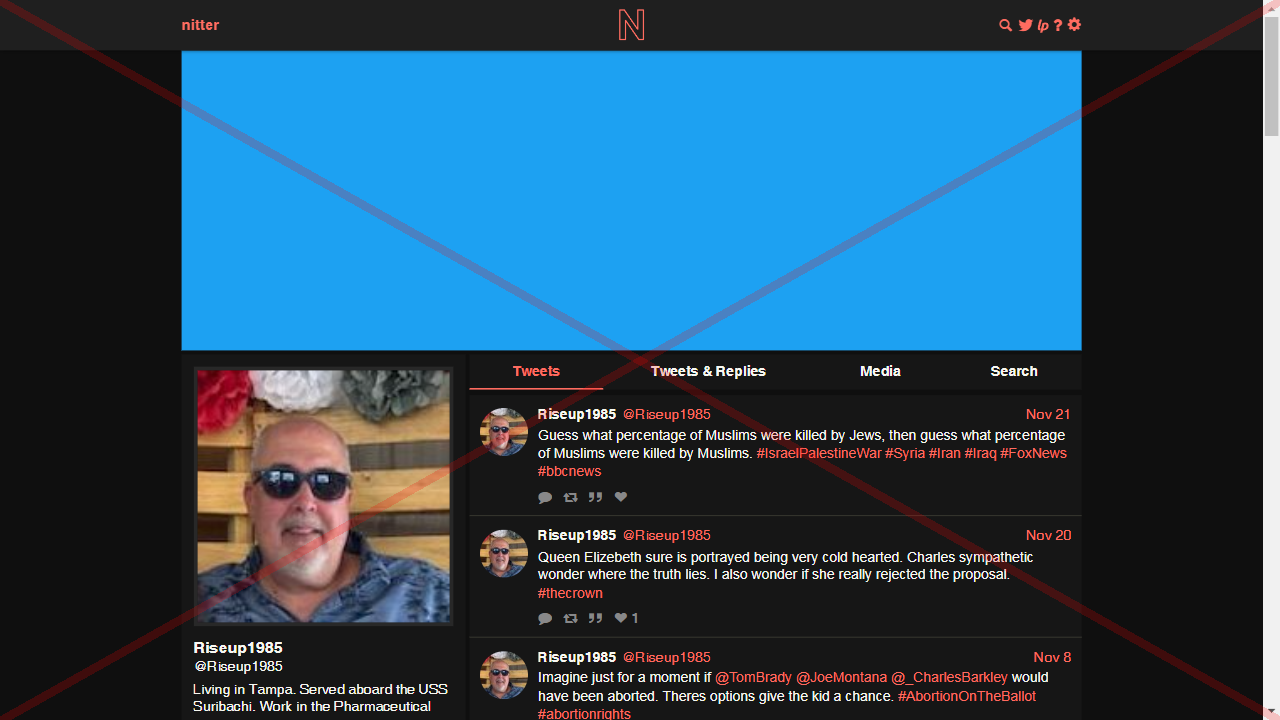 nitter
N
lp ?
Tweets
Tweets & Replies
Media
Search
Riseup1985 @Riseup1985 Nov 21
Guess what percentage of Muslims were killed by Jews, then guess what percentage
of Muslims were killed by Muslims. #IsraelPalestineWar #Syria #Iran #Iraq #FoxNews
#bbcnews
Riseup1985 @Riseup1985 Nov 20
Queen Elizebeth sure is portrayed being very cold hearted. Charles sympathetic
wonder where the truth lies. I also wonder if she really rejected the proposal.
#thecrown
1
Riseup1985 @Riseup1985 Nov 8
Imagine just for a moment if @TomBrady @JoeMontana @_CharlesBarkley would
have been aborted. Theres options give the kid a chance. #AbortionOnTheBallot
#abortionrights
Riseup1985
@Riseup1985
Living in Tampa. Served aboard the USS
Suribachi. Work in the Pharmaceutical